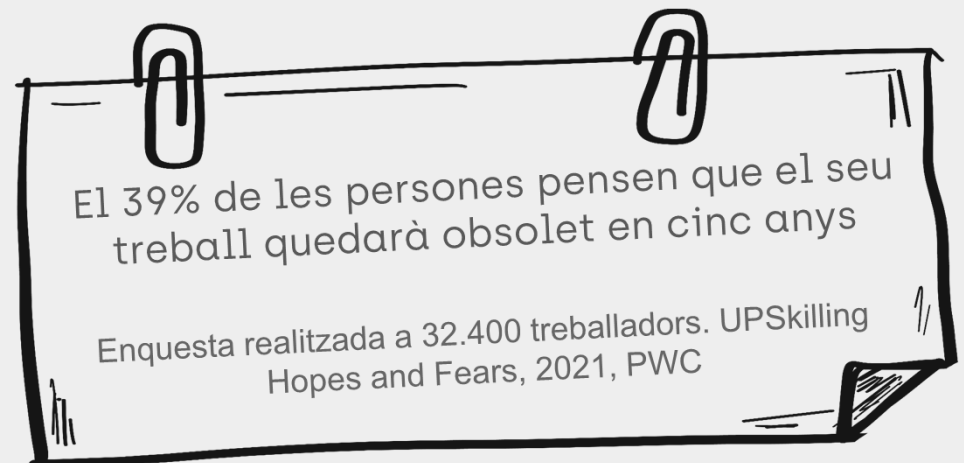 El 39% de les persones pensen que el seu
treball quedarà obsolet en cinc anys
Enquesta realitzada a 32.400 treballadors. UPSkilling
Hopes and Fears, 2021, PWC